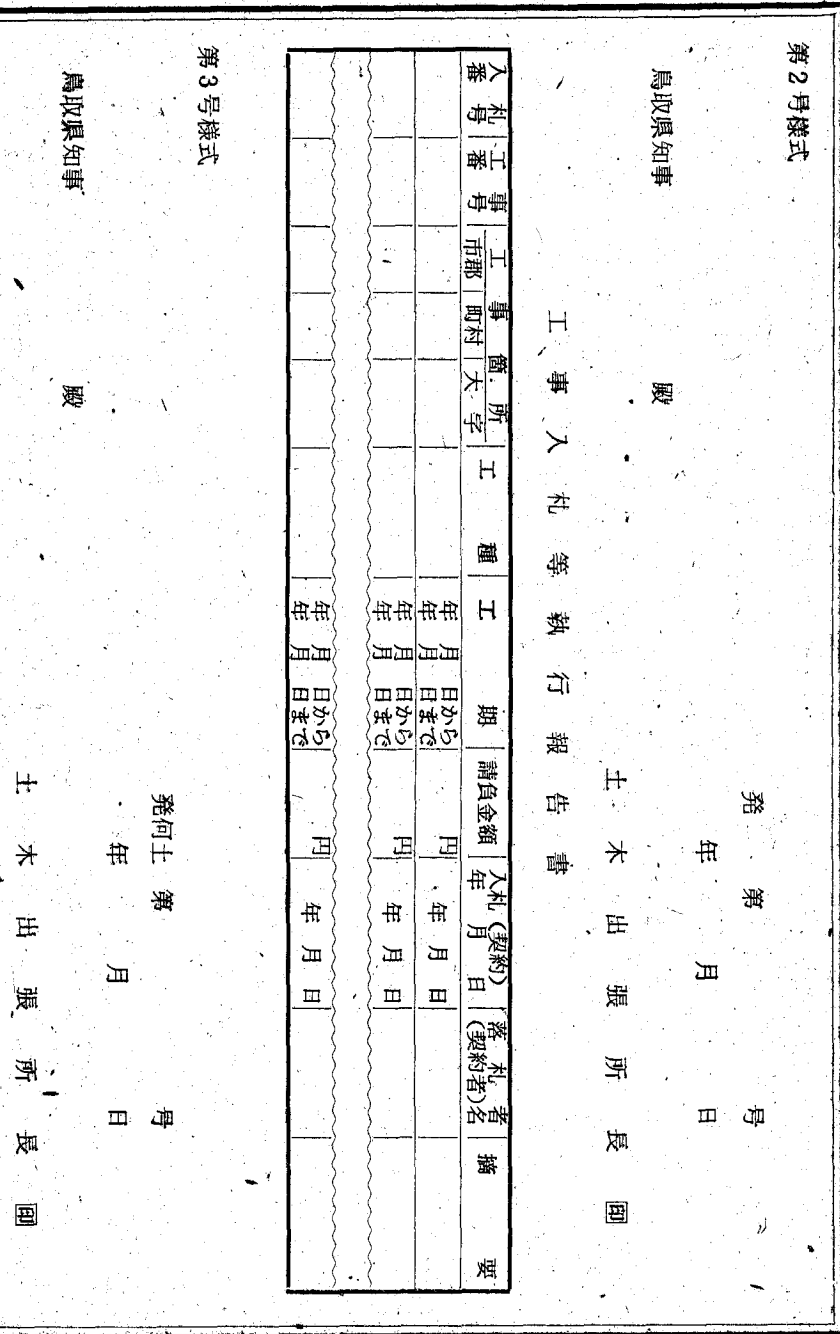 第2号様式
発 第 号
年 月 日
鳥取県知事 殿
土木出張所長 印
工事入札等執行報告書
入札番号 工事番号 工事箇所 市郡 町村 大字 工種 工期 請負金額 入札(契約)年月日 落札者(契約者)名 摘要
年 月 日から 年 月 日まで 円 年 月 日
年 月 日から 年 月 日まで 円 年 月 日
年 月 日から 年 月 日まで 円 年 月 日
第3号様式
発何土第 号
年 月 日
鳥取県知事 殿
土木出張所長 印